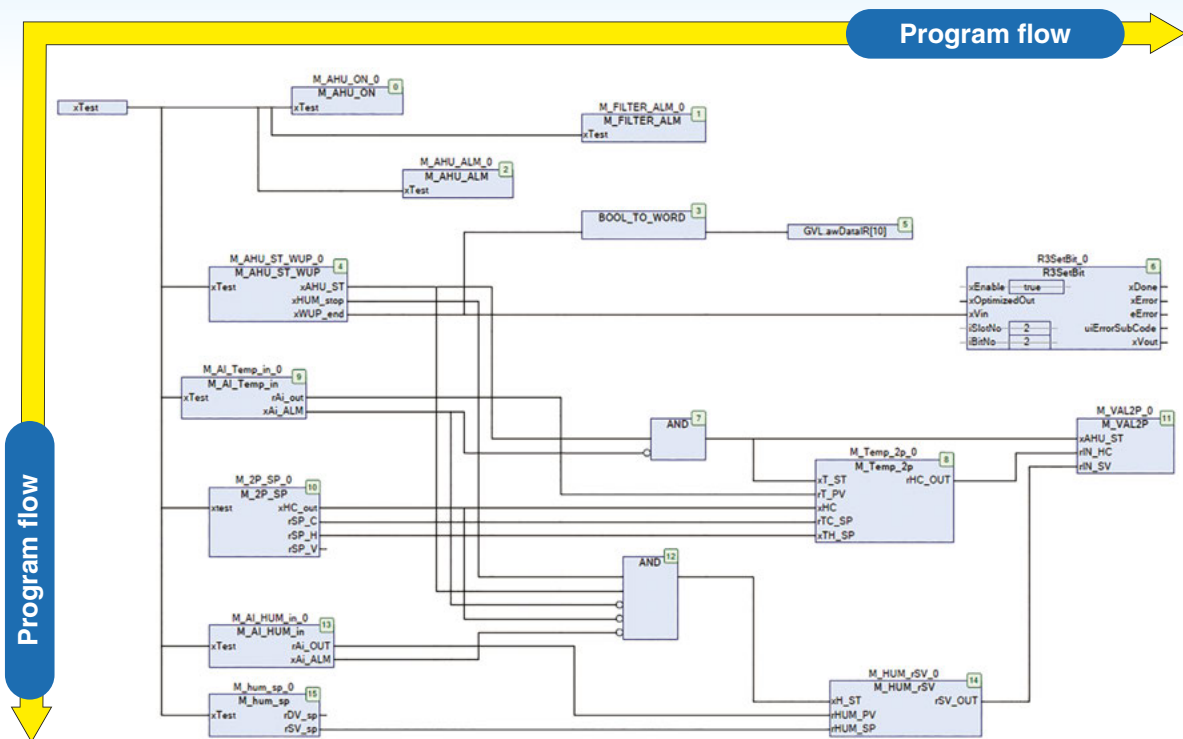 Program flow
Program flow
xTest
M_AHU_ON_0
0
M_AHU_ON
xTest
M_FILTER_ALM_0
1
M_FILTER_ALM
xTest
M_AHU_ALM_0
2
M_AHU_ALM
xTest
3
BOOL_TO_WORD
5
GVL.awDataIR[10]
M_AHU_ST_WUP_0
4
M_AHU_ST_WUP
xTest xAHU_ST
xHUM_stop
xWUP_end
R3SetBit_0
6
R3SetBit
xEnable true xDone
xOptimizedOut xError
xVin eError
iSlotNo 2 uiErrorSubCode
iBitNo 2 xVout
M_AI_Temp_in_0
9
M_AI_Temp_in
xTest rAi_out
xAi_ALM
7
AND
M_VAL2P_0
11
M_VAL2P
xAHU_ST
rIN_HC
rIN_SV
M_Temp_2p_0
8
M_Temp_2p
xT_ST rHC_OUT
rT_PV
xHC
rTC_SP
xTH_SP
M_2P_SP_0
10
M_2P_SP
xtest xHC_out
rSP_C
rSP_H
rSP_V
12
AND
M_AI_HUM_in_0
13
M_AI_HUM_in
xTest rAi_OUT
xAi_ALM
M_HUM_rSV_0
14
M_HUM_rSV
xH_ST rSV_OUT
rHUM_PV
rHUM_SP
M_hum_sp_0
15
M_hum_sp
xTest rDV_sp
rSV_sp